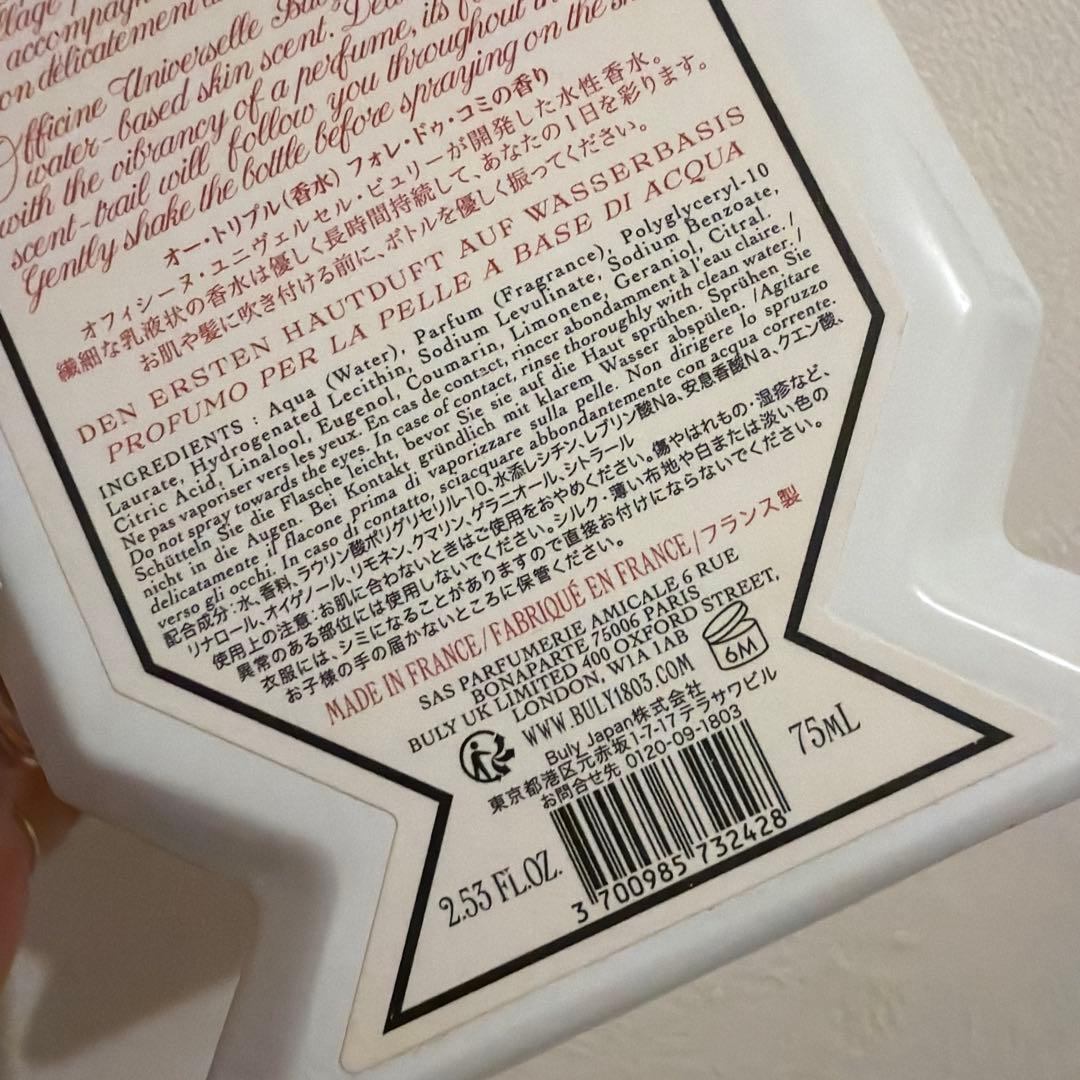 accompagn
on délicatement
Officine Universelle Bu
water-based skin scent.
with the vibrancy of a perfume, its
scent-trail will follow you throughout
Gently shake the bottle before spraying on the
オー・トリプル(香水) フォレ・ドゥ・コミの香り
オフィシーヌ・ユニヴェルセル・ビュリーが開発した水性香水。
繊細な乳液状の香水は優しく長時間持続して、あなたの1日を彩ります。
お肌や髪に吹き付ける前に、ボトルを優しく振ってください。
DEN ERSTEN HAUTDUFT AUF WASSERBASIS
PROFUMO PER LA PELLE A BASE DI ACQUA
INGREDIENTS : Aqua (Water), Parfum (Fragrance), Polyglyceryl-10
Laurate, Hydrogenated Lecithin, Sodium Levulinate, Sodium Benzoate,
Citric Acid, Linalool, Eugenol, Coumarin, Limonene, Geraniol, Citral.
Ne pas vaporiser vers les yeux. En cas de contact, rincer abondamment à l'eau claire. /
Do not spray towards the eyes. In case of contact, rinse thoroughly with clean water. /
Schütteln Sie die Flasche leicht, bevor Sie sie auf die Haut sprühen. Sprühen Sie
nicht in die Augen. Bei Kontakt gründlich mit klarem Wasser abspülen. /Agitare
delicatamente il flacone prima di vaporizzare sulla pelle. Non dirigere lo spruzzo
verso gli occhi. In caso di contatto, sciacquare abbondantemente con acqua corrente.
配合成分:水、香料、ラウリン酸ポリグリセリル-10、水添レシチン、レブリン酸Na、安息香酸Na、クエン酸、
リナロール、オイゲノール、リモネン、クマリン、ゲラニオール、シトラール
使用上の注意:お肌に合わないときはご使用をおやめください。傷やはれもの・湿疹など、
異常のある部位には使用しないでください。シルク・薄い布地や白または淡い色の
衣服には、シミになることがありますので直接お付けにならないでください。
お子様の手の届かないところに保管ください。
MADE IN FRANCE/FABRIQUÉ EN FRANCE/フランス製
SAS PARFUMERIE AMICALE 6 RUE
BONAPARTE 75006 PARIS
BULY UK LIMITED 400 OXFORD STREET,
LONDON, W1A 1AB
WWW.BULY1803.COM
6M
Buly Japan株式会社
東京都港区元赤坂1-7-17テラサワビル
お問合せ先 0120-09-1803
75ML
2.53 FL.OZ.
3 700985 732428